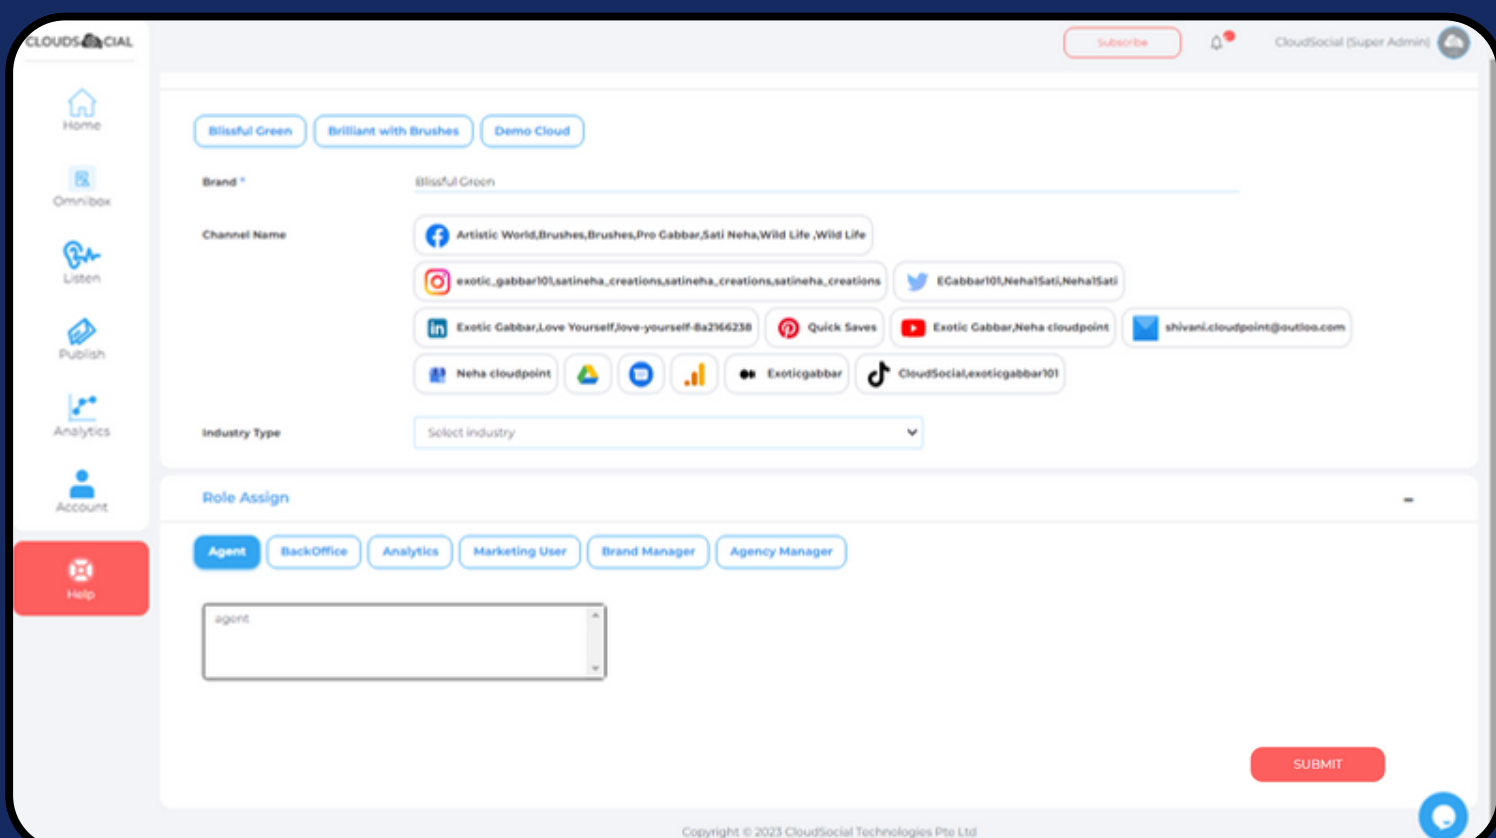 CLOUDSOCIAL
Subscribe
CloudSocial (Super Admin)
Home
Omnibox
Listen
Publish
Analytics
Account
Help
Blissful Green
Brilliant with Brushes
Demo Cloud
Brand *
Blissful Green
Channel Name
Artistic World,Brushes,Brushes,Pro Gabbar,Sati Neha,Wild Life ,Wild Life
exotic_gabbar101,satineha_creations,satineha_creations,satineha_creations
EGabbar101,Neha1Sati,Neha1Sati
Exotic Gabbar,Love Yourself,love-yourself-8a2166238
Quick Saves
Exotic Gabbar,Neha cloudpoint
shivani.cloudpoint@outloo.com
Neha cloudpoint
Exoticgabbar
CloudSocial,exoticgabbar101
Industry Type
Select industry
Role Assign
Agent
BackOffice
Analytics
Marketing User
Brand Manager
Agency Manager
agent
SUBMIT
Copyright © 2023 CloudSocial Technologies Pte Ltd